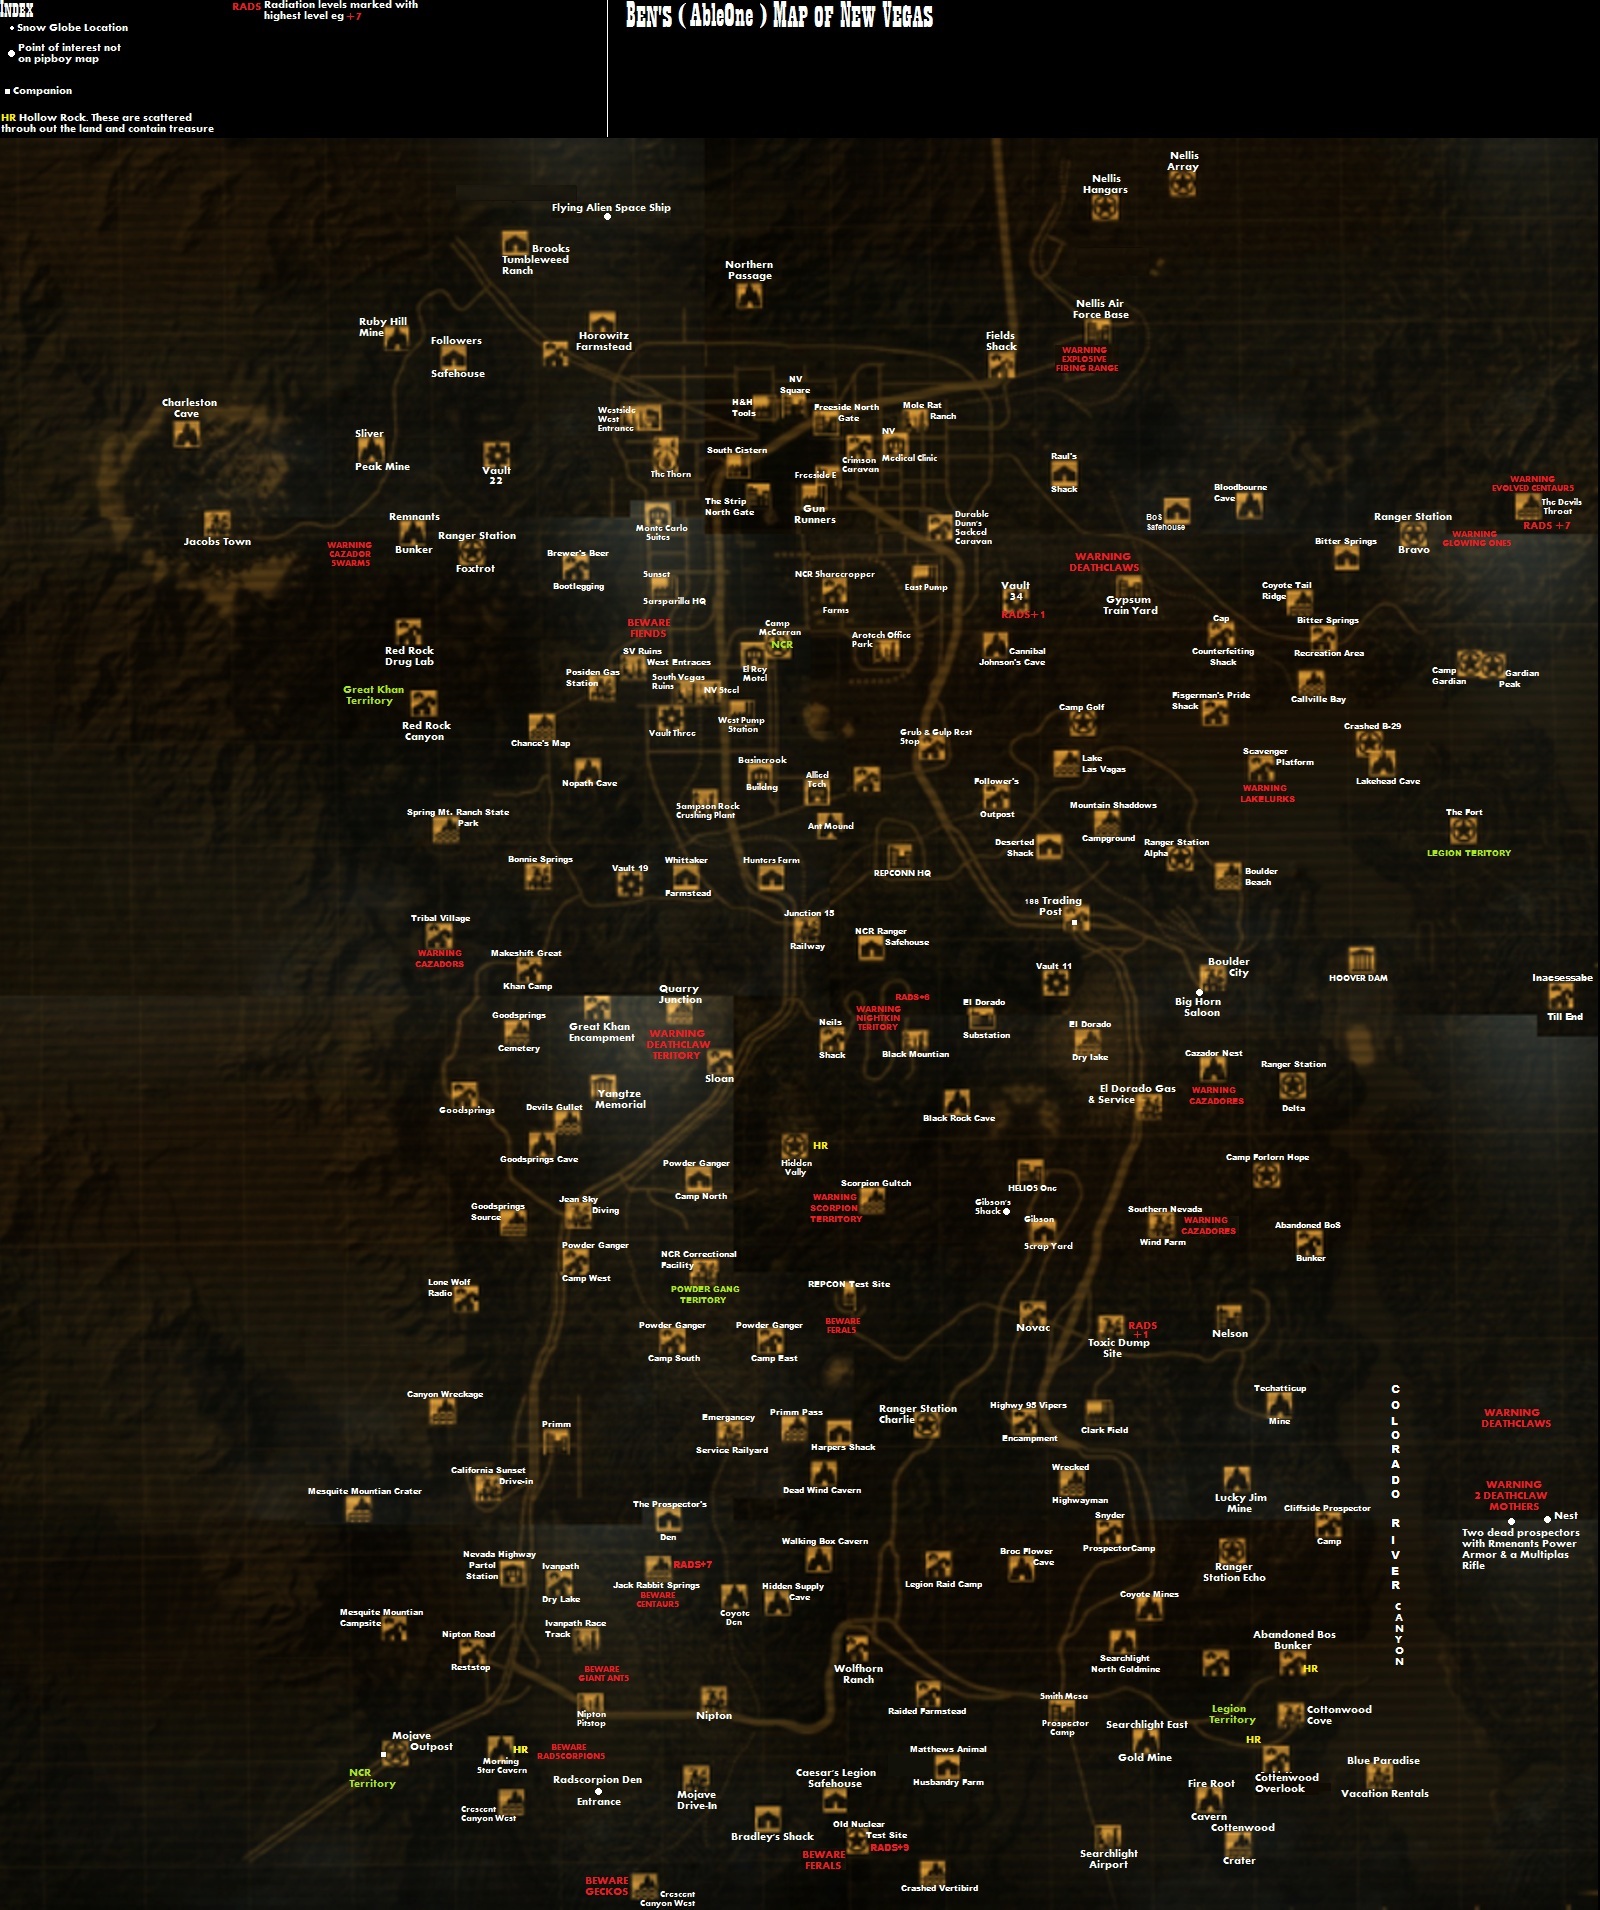 INDEX
Snow Globe Location
Point of interest not
on pipboy map
Companion
HR Hollow Rock. These are scattered
throuh out the land and contain treasure
RADS Radiation levels marked with
highest level eg +7
BEN'S ( AbleOne ) MAP OF NEW VEGAS
Nellis
Array
Nellis
Hangars
Flying Alien Space Ship
Brooks
Tumbleweed
Ranch
Northern
Passage
Nellis Air
Force Base
WARNING
EXPLOSIVE
FIRING RANGE
Ruby Hill
Mine
Followers
Safehouse
Horowitz
Farmstead
Fields
Shack
NV
Square
H&H
Tools
Freeside North
Gate
Mole Rat
Ranch
Westside
West
Entrance
Charleston
Cave
Sliver
Peak Mine
Vault
22
The Thorn
South Cistern
Freeside E
Crimson
Caravan
NV
Medical Clinic
Raul's
Shack
The Strip
North Gate
Gun
Runners
Bloodbourne
Cave
BoS
Safehouse
WARNING
EVOLVED CENTAURS
The Devils
Throat
RADS +7
Jacobs Town
Remnants
Bunker
WARNING
CAZADOR
SWARMS
Ranger Station
Foxtrot
Monte Carlo
Suites
Durable
Dunn's
Sacked
Caravan
Ranger Station
Bravo
WARNING
GLOWING ONES
Bitter Springs
Brewer's Beer
Bootlegging
Sunset
Sarsparilla HQ
NCR Sharecropper
Farms
East Pump
WARNING
DEATHCLAWS
Gypsum
Train Yard
Vault
34
RADS+1
Coyote Tail
Ridge
Bitter Springs
Recreation Area
Red Rock
Drug Lab
BEWARE
FIENDS
Camp
McCarran
NCR
Arotech Office
Park
Cannibal
Johnson's Cave
Cap
Counterfeiting
Shack
SV Ruins
West Entraces
Posiden Gas
Station
South Vegas
Ruins
El Rey
Motel
NV Steel
Camp
Gardian
Gardian
Peak
Great Khan
Territory
Red Rock
Canyon
Callville Bay
Fisgerman's Pride
Shack
Chance's Map
Vault Three
West Pump
Station
Grub & Gulp Rest
Stop
Camp Golf
Crashed B-29
Lakehead Cave
Nopath Cave
Basincrook
Buildng
Allied
Tech
Lake
Las Vegas
Scavenger
Platform
WARNING
LAKELURKS
Spring Mt. Ranch State
Park
Sampson Rock
Crushing Plant
Ant Mound
Follower's
Outpost
Mountain Shadows
Campground
The Fort
LEGION TERITORY
Deserted
Shack
Ranger Station
Alpha
Boulder
Beach
Bonnie Springs
Vault 19
Whittaker
Farmstead
Hunters Farm
REPCONN HQ
188 Trading
Post
Tribal Village
WARNING
CAZADORS
Junction 15
Railway
NCR Ranger
Safehouse
Makeshift Great
Khan Camp
Vault 11
Boulder
City
Big Horn
Saloon
HOOVER DAM
Inaesessabe
Till End
Quarry
Junction
WARNING
DEATHCLAW
TERITORY
Great Khan
Encampment
Goodsprings
Cemetery
Sloan
Neils
Shack
RADS+6
WARNING
NIGHTKIN
TERITORY
Black Mountian
El Dorado
Substation
El Dorado
Dry lake
Cazador Nest
WARNING
CAZADORES
Ranger Station
Delta
Goodsprings
Yangtze
Memorial
Devils Gullet
Goodsprings Cave
Black Rock Cave
El Dorado Gas
& Service
Hidden
Vally
HR
Camp Forlorn Hope
Powder Ganger
Camp North
Scorpion Gultch
WARNING
SCORPION
TERRITORY
HELIOS One
Gibson's
Shack
Gibson
Scrap Yard
Goodsprings
Source
Jean Sky
Diving
Southern Nevada
Wind Farm
WARNING
CAZADORES
Abandoned BoS
Bunker
Powder Ganger
Camp West
NCR Correctional
Facility
POWDER GANG
TERITORY
Lone Wolf
Radio
REPCON Test Site
BEWARE
FERALS
Powder Ganger
Camp South
Powder Ganger
Camp East
Novac
Toxic Dump
Site
RADS
+1
Nelson
Canyon Wreckage
Primm
Emergancey
Service Railyard
Primm Pass
Harpers Shack
Ranger Station
Charlie
Highwy 95 Vipers
Encampment
Clark Field
Techatticup
Mine
COLORADO RIVER CANYON
WARNING
DEATHCLAWS
California Sunset
Drive-in
Mesquite Mountian Crater
Dead Wind Cavern
Wrecked
Highwayman
Lucky Jim
Mine
WARNING
2 DEATHCLAW
MOTHERS
Nest
Two dead prospectors
with Rmenants Power
Armor & a Multiplas
Rifle
The Prospector's
Den
Snyder
ProspectorCamp
Cliffside Prospector
Camp
Walking Box Cavern
Broc Flower
Cave
Nevada Highway
Partol
Station
Ivanpath
Dry Lake
RADS+7
Jack Rabbit Springs
BEWARE
CENTAURS
Coyote
Den
Hidden Supply
Cave
Legion Raid Camp
Ranger
Station Echo
Coyote Mines
Mesquite Mountian
Campsite
Nipton Road
Reststop
Ivanpath Race
Track
Abandoned Bos
Bunker
HR
Searchlight
North Goldmine
BEWARE
GIANT ANTS
Wolfhorn
Ranch
Nipton
Pitstop
Nipton
Raided Farmstead
Smith Mesa
Prospector
Camp
Searchlight East
Gold Mine
Legion
Territory
Cottonwood
Cove
Mojave
Outpost
NCR
Territory
Morning
Star Cavern
HR
BEWARE
RADSCORPIONS
Matthews Animal
Husbandry Farm
HR
Cottenwood
Overlook
Blue Paradise
Vacation Rentals
Radscorpion Den
Entrance
Mojave
Drive-In
Caesar's Legion
Safehouse
Fire Root
Cavern
Crescent
Canyon West
Bradley's Shack
Old Nuclear
Test Site
RADS+9
BEWARE
FERALS
Cottenwood
Crater
Searchlight
Airport
BEWARE
GECKOS
Crescent
Canyon West
Crashed Vertibird